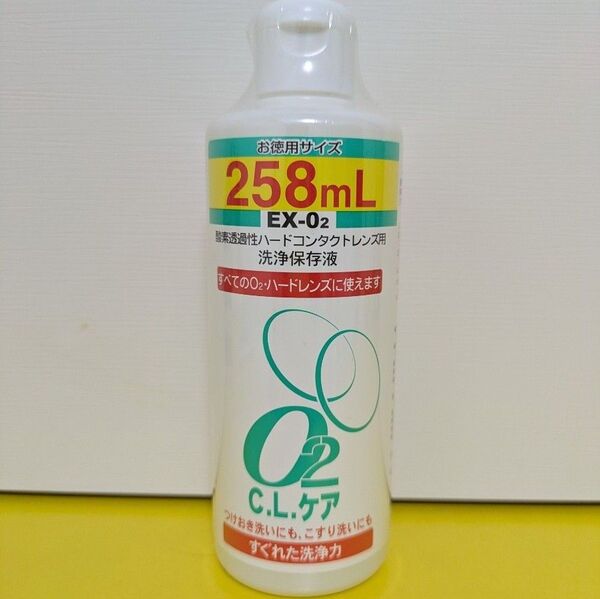 お徳用サイズ
258mL
EX-O₂
酸素透過性ハードコンタクトレンズ用
洗浄保存液
すべてのO₂・ハードレンズに使えます
O₂
C.L.ケア
つけおき洗いにも、こすり洗いにも
すぐれた洗浄力